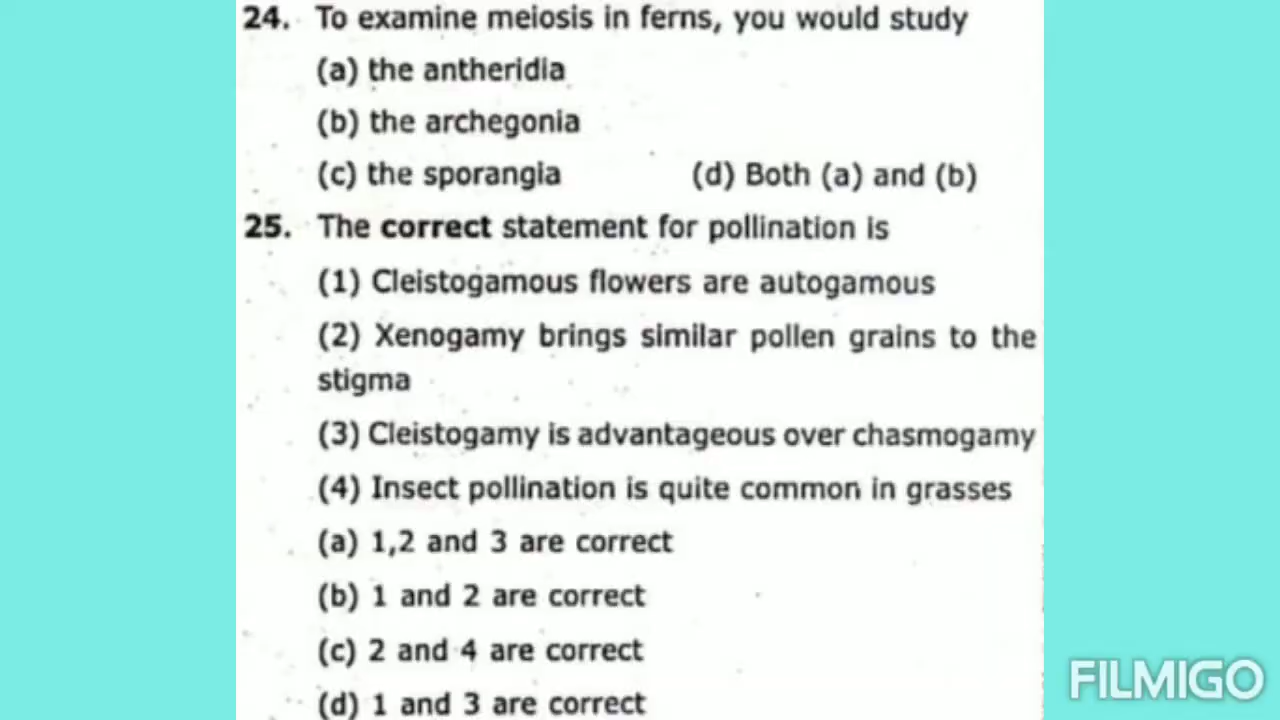 24. To examine meiosis in ferns, you would study
(a) the antheridia
(b) the archegonia
(c) the sporangia (d) Both (a) and (b)
25. The correct statement for pollination is
(1) Cleistogamous flowers are autogamous
(2) Xenogamy brings similar pollen grains to the
stigma
(3) Cleistogamy is advantageous over chasmogamy
(4) Insect pollination is quite common in grasses
(a) 1,2 and 3 are correct
(b) 1 and 2 are correct
(c) 2 and 4 are correct
(d) 1 and 3 are correct
FILMIGO